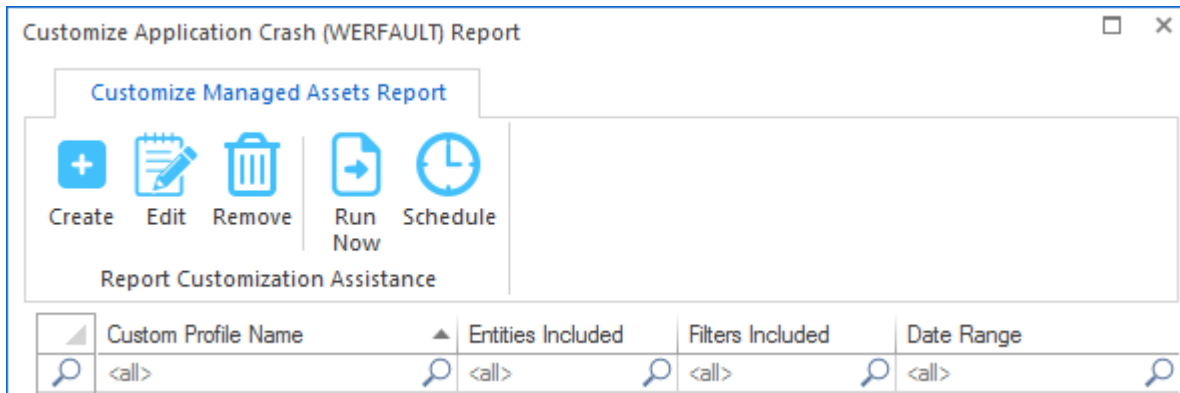 Customize Application Crash (WERFAULT) Report
Customize Managed Assets Report
Create Edit Remove Run Now Schedule
Report Customization Assistance
Custom Profile Name Entities Included Filters Included Date Range
<all> <all> <all> <all>